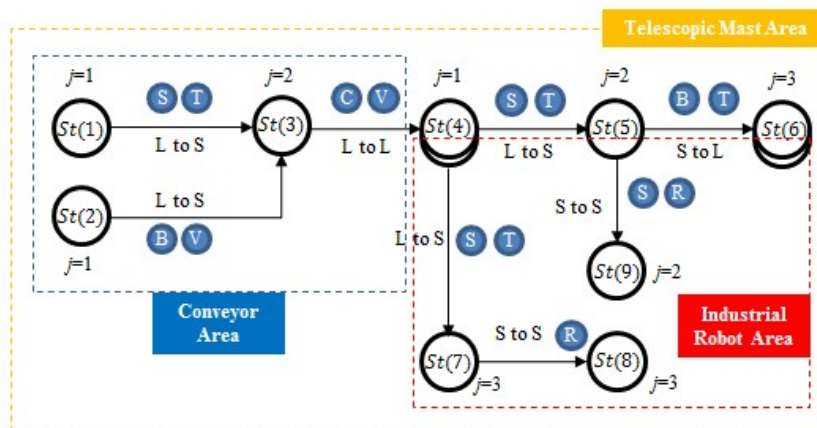 Telescopic Mast Area
j=1
j=2
j=1
j=2
j=3
S T
C V
S T
B T
St(1)
St(3)
St(4)
St(5)
St(6)
L to S
L to L
L to S
S to L
L to S
St(2)
B V
j=1
S R
S to S
L to S
S T
St(9)
j=2
Conveyor
Area
Industrial
Robot Area
S to S
R
St(7)
St(8)
j=3
j=3